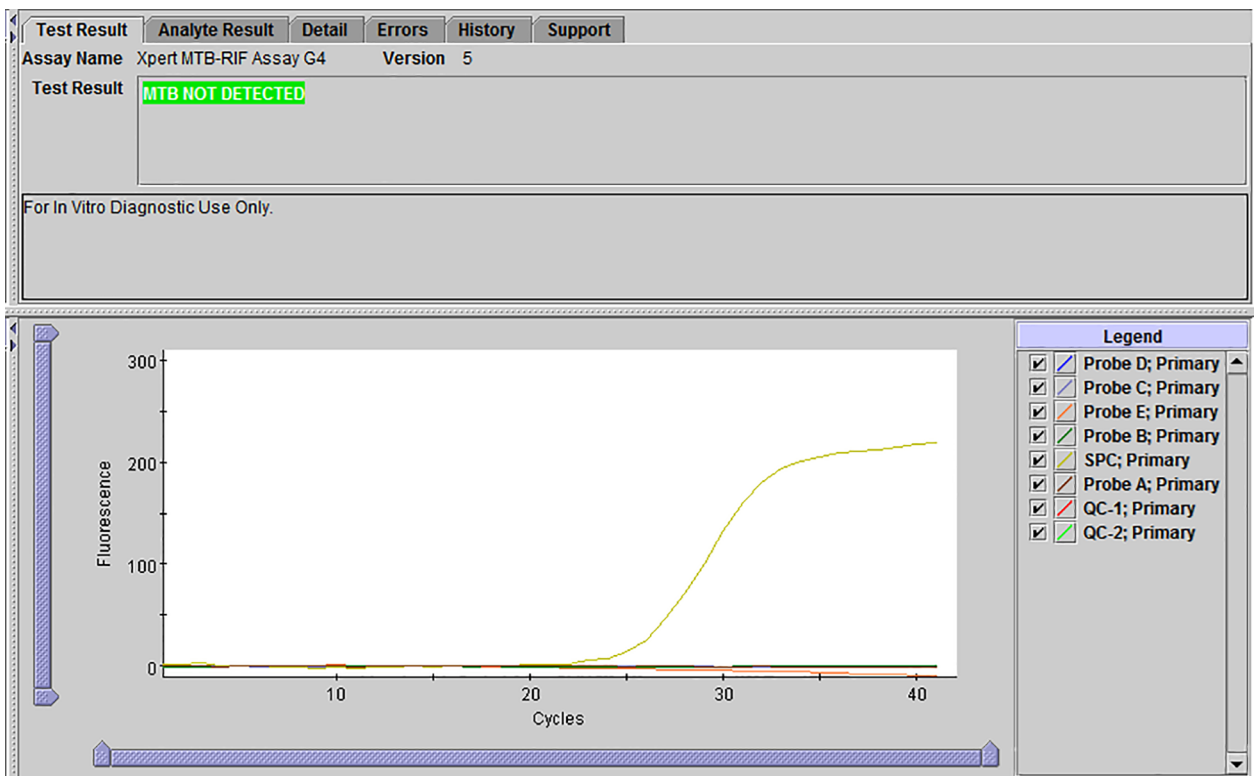 Test Result Analyte Result Detail Errors History Support
Assay Name Xpert MTB-RIF Assay G4 Version 5
Test Result MTB NOT DETECTED
For In Vitro Diagnostic Use Only.
Legend
Probe D; Primary
Probe C; Primary
Probe E; Primary
Probe B; Primary
SPC; Primary
Probe A; Primary
QC-1; Primary
QC-2; Primary
300
200
100
0
Fluorescence
10 20 30 40
Cycles